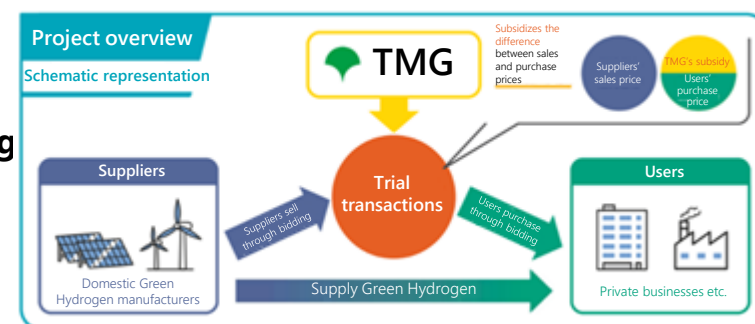 Project overview
Schematic representation
TMG
Subsidizes the
difference
between sales
and purchase
prices
Suppliers'
sales price
TMG's subsidy
Users'
purchase
price
g
Suppliers
Domestic Green
Hydrogen manufacturers
Suppliers sell
through bidding
Trial
transactions
Users purchase
through bidding
Supply Green Hydrogen
Users
Private businesses etc.